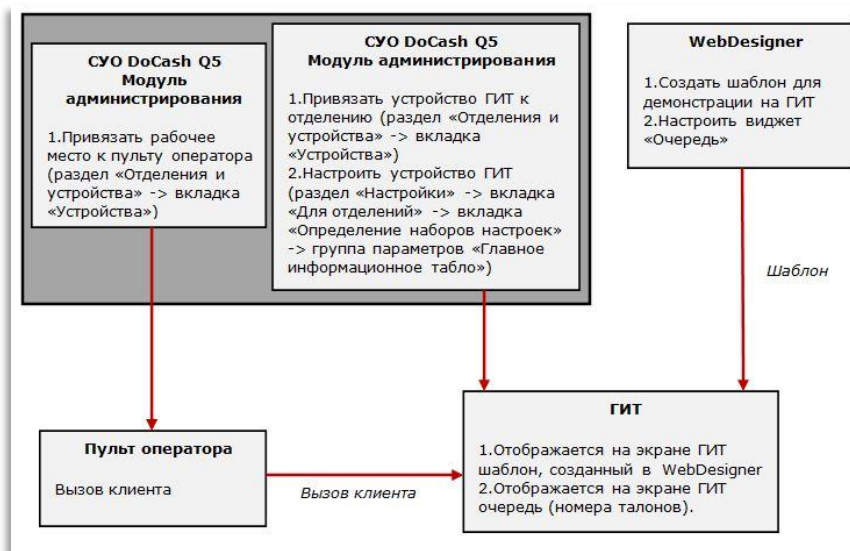 СУО DoCash Q5
Модуль
администрирования
1.Привязать рабочее
место к пульту оператора
(раздел «Отделения и
устройства» -> вкладка
«Устройства»)
СУО DoCash Q5
Модуль администрирования
1.Привязать устройство ГИТ к
отделению (раздел «Отделения и
устройства» -> вкладка
«Устройства»)
2.Настроить устройство ГИТ
(раздел «Настройки» -> вкладка
«Для отделений» -> вкладка
«Определение наборов настроек»
-> группа параметров «Главное
информационное табло»)
WebDesigner
1.Создать шаблон для
демонстрации на ГИТ
2.Настроить виджет
«Очередь»
Шаблон
Пульт оператора
Вызов клиента
Вызов клиента
ГИТ
1.Отображается на экране ГИТ
шаблон, созданный в WebDesigner
2.Отображается на экране ГИТ
очередь (номера талонов).